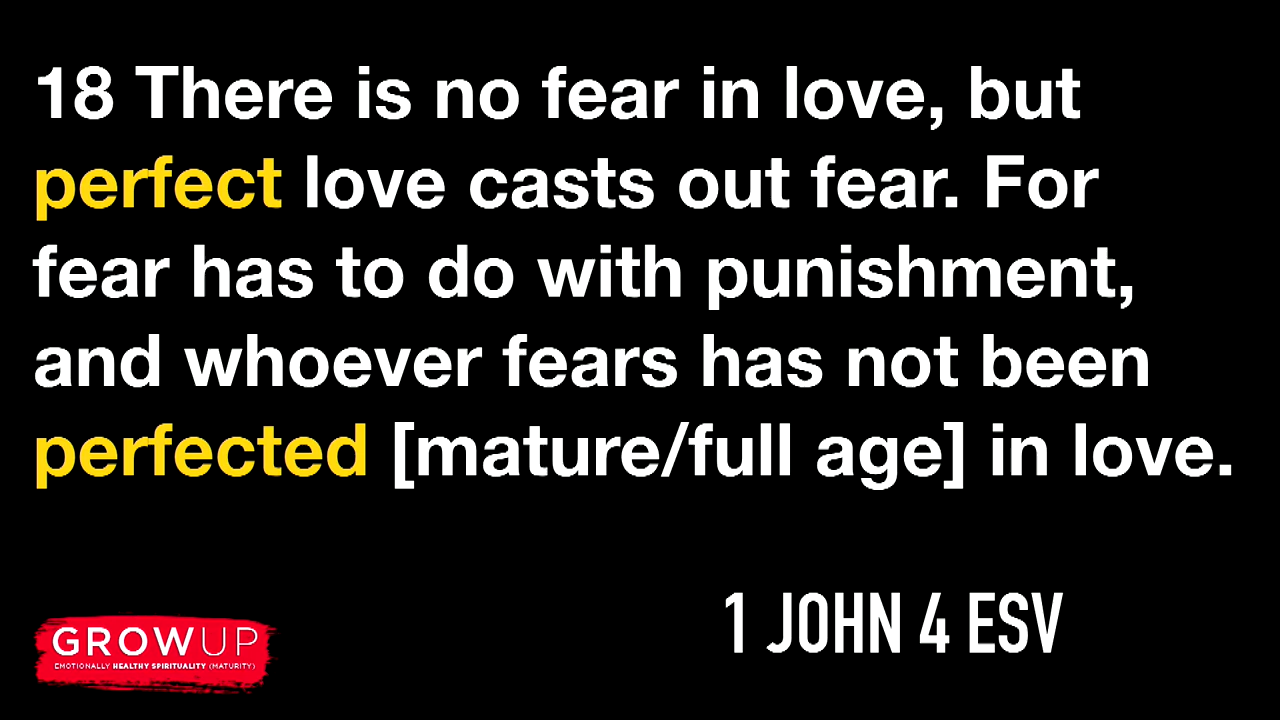 18 There is no fear in love, but
perfect love casts out fear. For
fear has to do with punishment,
and whoever fears has not been
perfected [mature/full age] in love.
1 JOHN 4 ESV
GROWUP
EMOTIONALLY HEALTHY SPIRITUALITY (MATURITY)